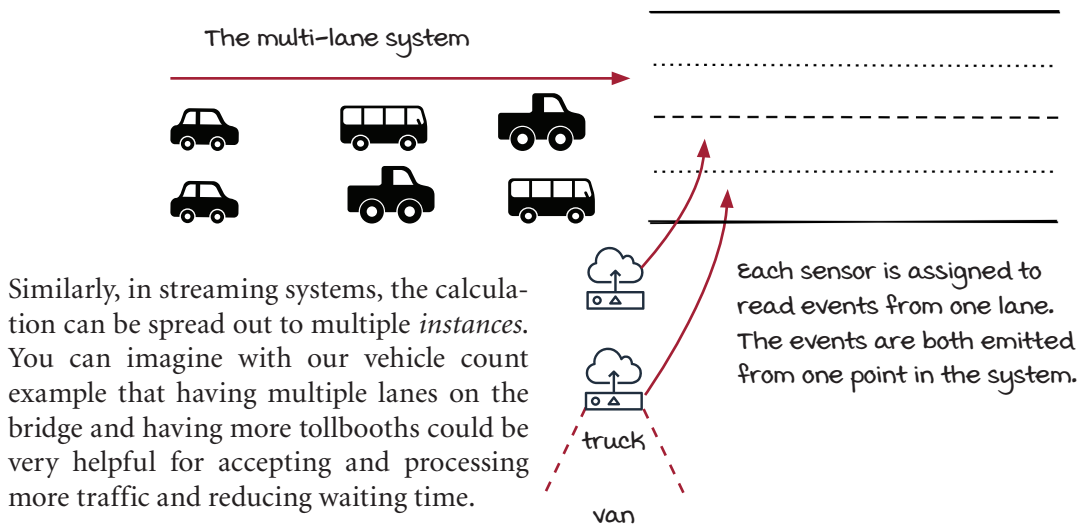 The multi-lane system
Similarly, in streaming systems, the calcula-
tion can be spread out to multiple instances.
You can imagine with our vehicle count
example that having multiple lanes on the
bridge and having more tollbooths could be
very helpful for accepting and processing
more traffic and reducing waiting time.
Each sensor is assigned to
read events from one lane.
The events are both emitted
from one point in the system.
truck
van